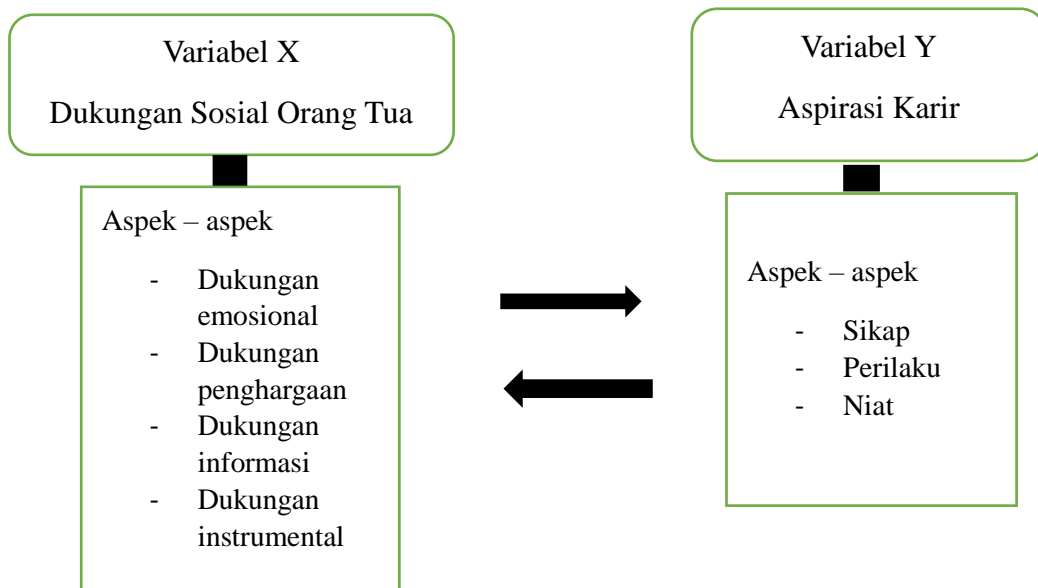 Variabel X
Dukungan Sosial Orang Tua
Aspek – aspek
- Dukungan
emosional
- Dukungan
penghargaan
- Dukungan
informasi
- Dukungan
instrumental
Variabel Y
Aspirasi Karir
Aspek – aspek
- Sikap
- Perilaku
- Niat